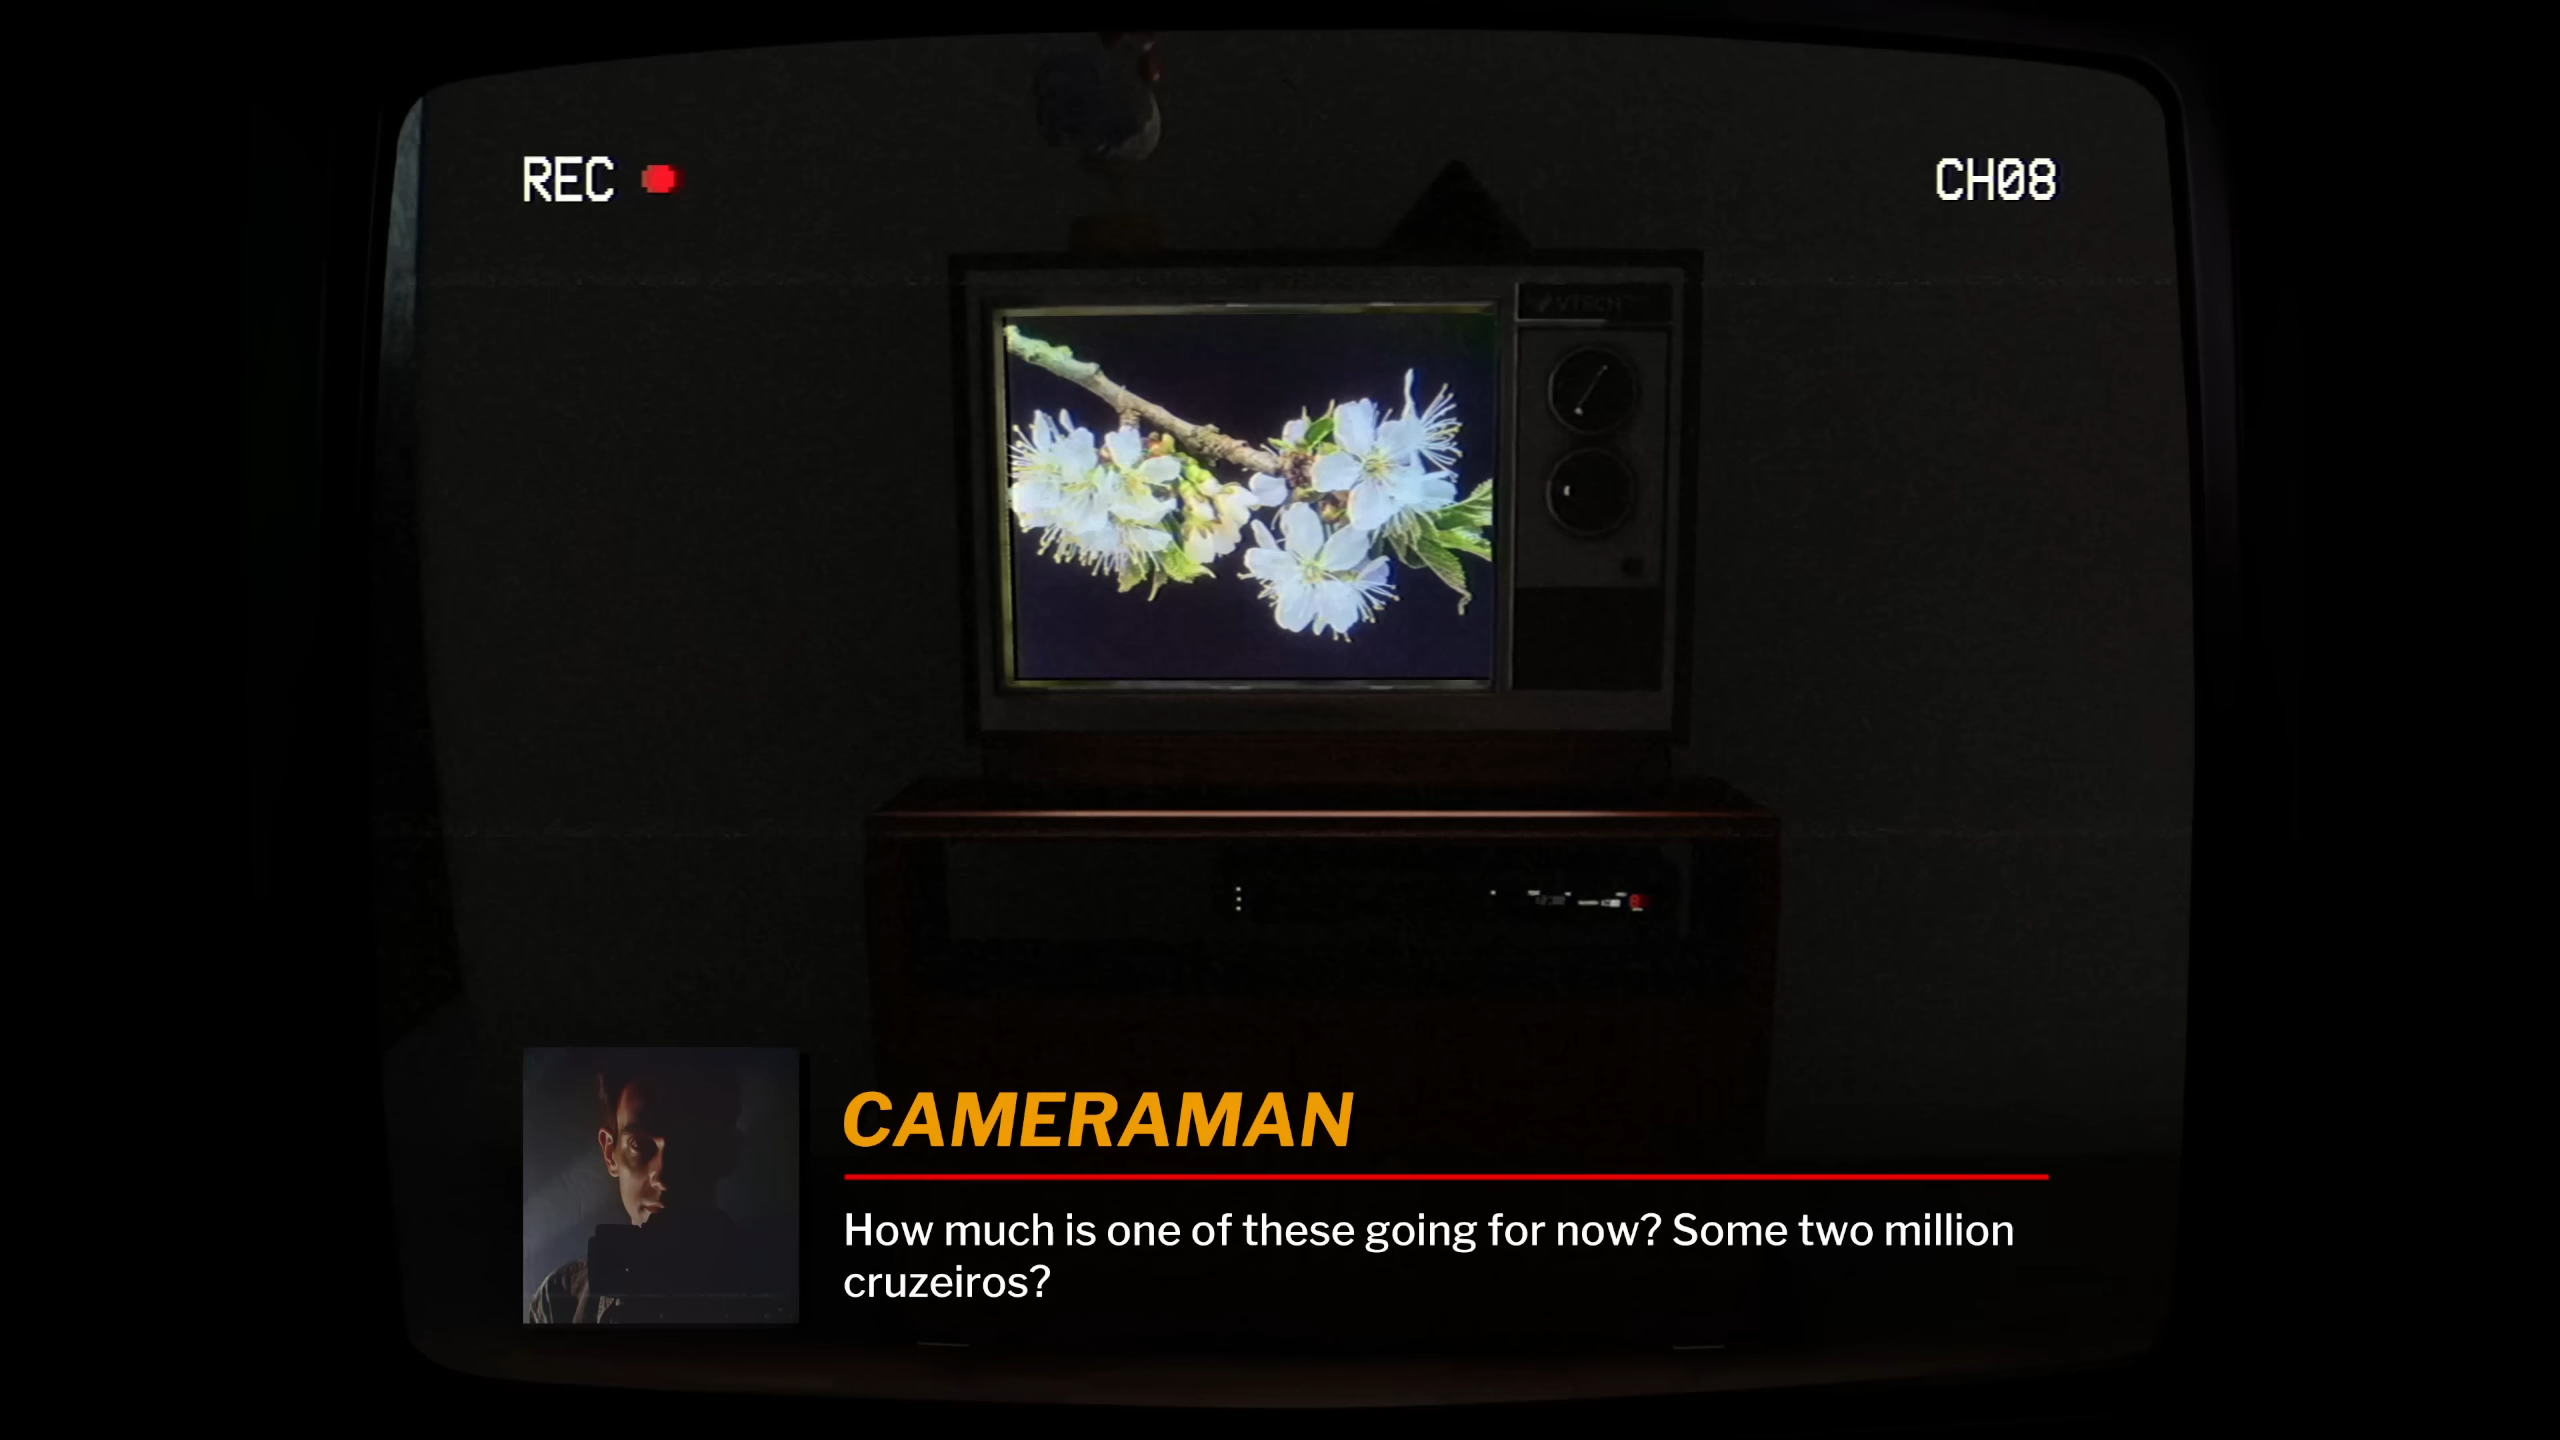 REC
CH08
CAMERAMAN
How much is one of these going for now? Some two million
cruzeiros?